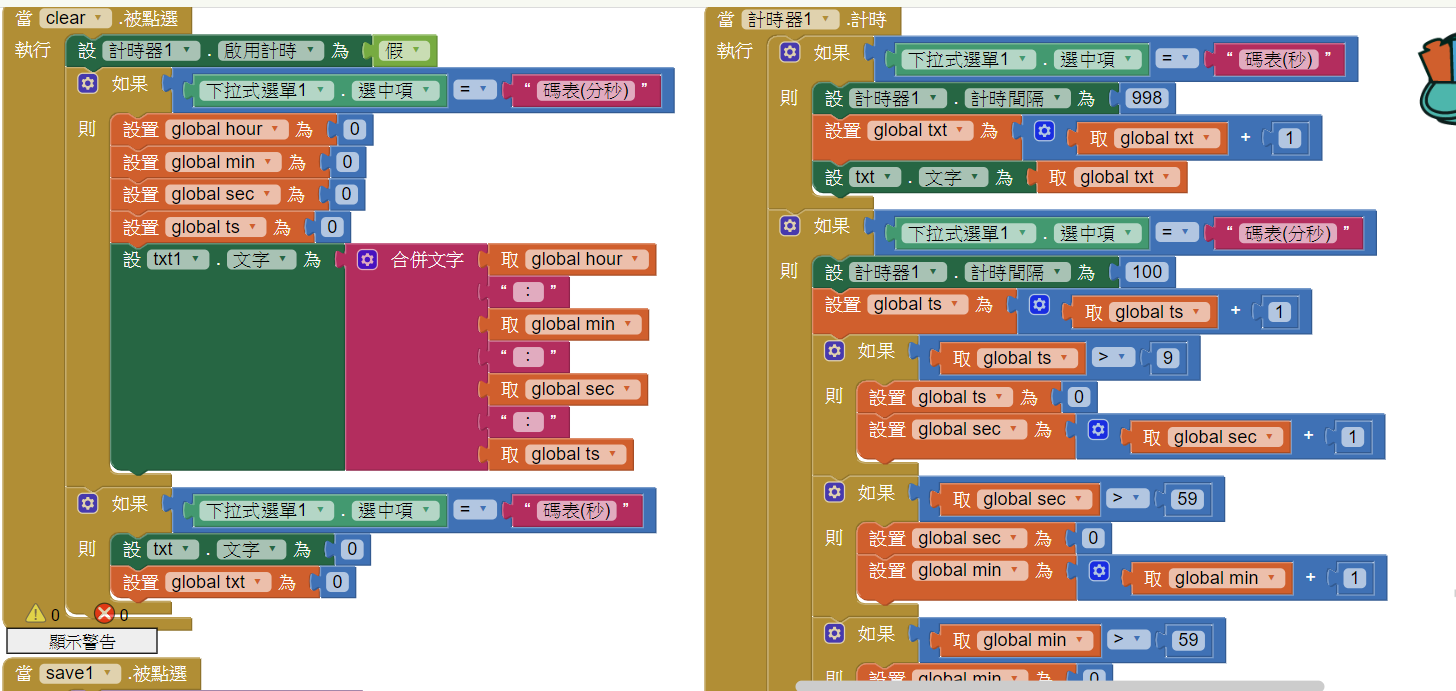 當 clear .被點選
執行 設 計時器1 . 啟用計時 為 假
如果 下拉式選單1 . 選中項 = “ 碼表(分秒) ”
則 設置 global hour 為 0
設置 global min 為 0
設置 global sec 為 0
設置 global ts 為 0
設 txt1 . 文字 為 合併文字 取 global hour
“ : ”
取 global min
“ : ”
取 global sec
“ : ”
取 global ts
如果 下拉式選單1 . 選中項 = “ 碼表(秒) ”
則 設 txt . 文字 為 0
設置 global txt 為 0
0 0
顯示警告
當 save1 .被點選
當 計時器1 .計時
執行 如果 下拉式選單1 . 選中項 = “ 碼表(秒) ”
則 設 計時器1 . 計時間隔 為 998
設置 global txt 為 取 global txt + 1
設 txt . 文字 為 取 global txt
如果 下拉式選單1 . 選中項 = “ 碼表(分秒) ”
則 設 計時器1 . 計時間隔 為 100
設置 global ts 為 取 global ts + 1
如果 取 global ts > 9
則 設置 global ts 為 0
設置 global sec 為 取 global sec + 1
如果 取 global sec > 59
則 設置 global sec 為 0
設置 global min 為 取 global min + 1
如果 取 global min > 59
則 設置 global min 為 0